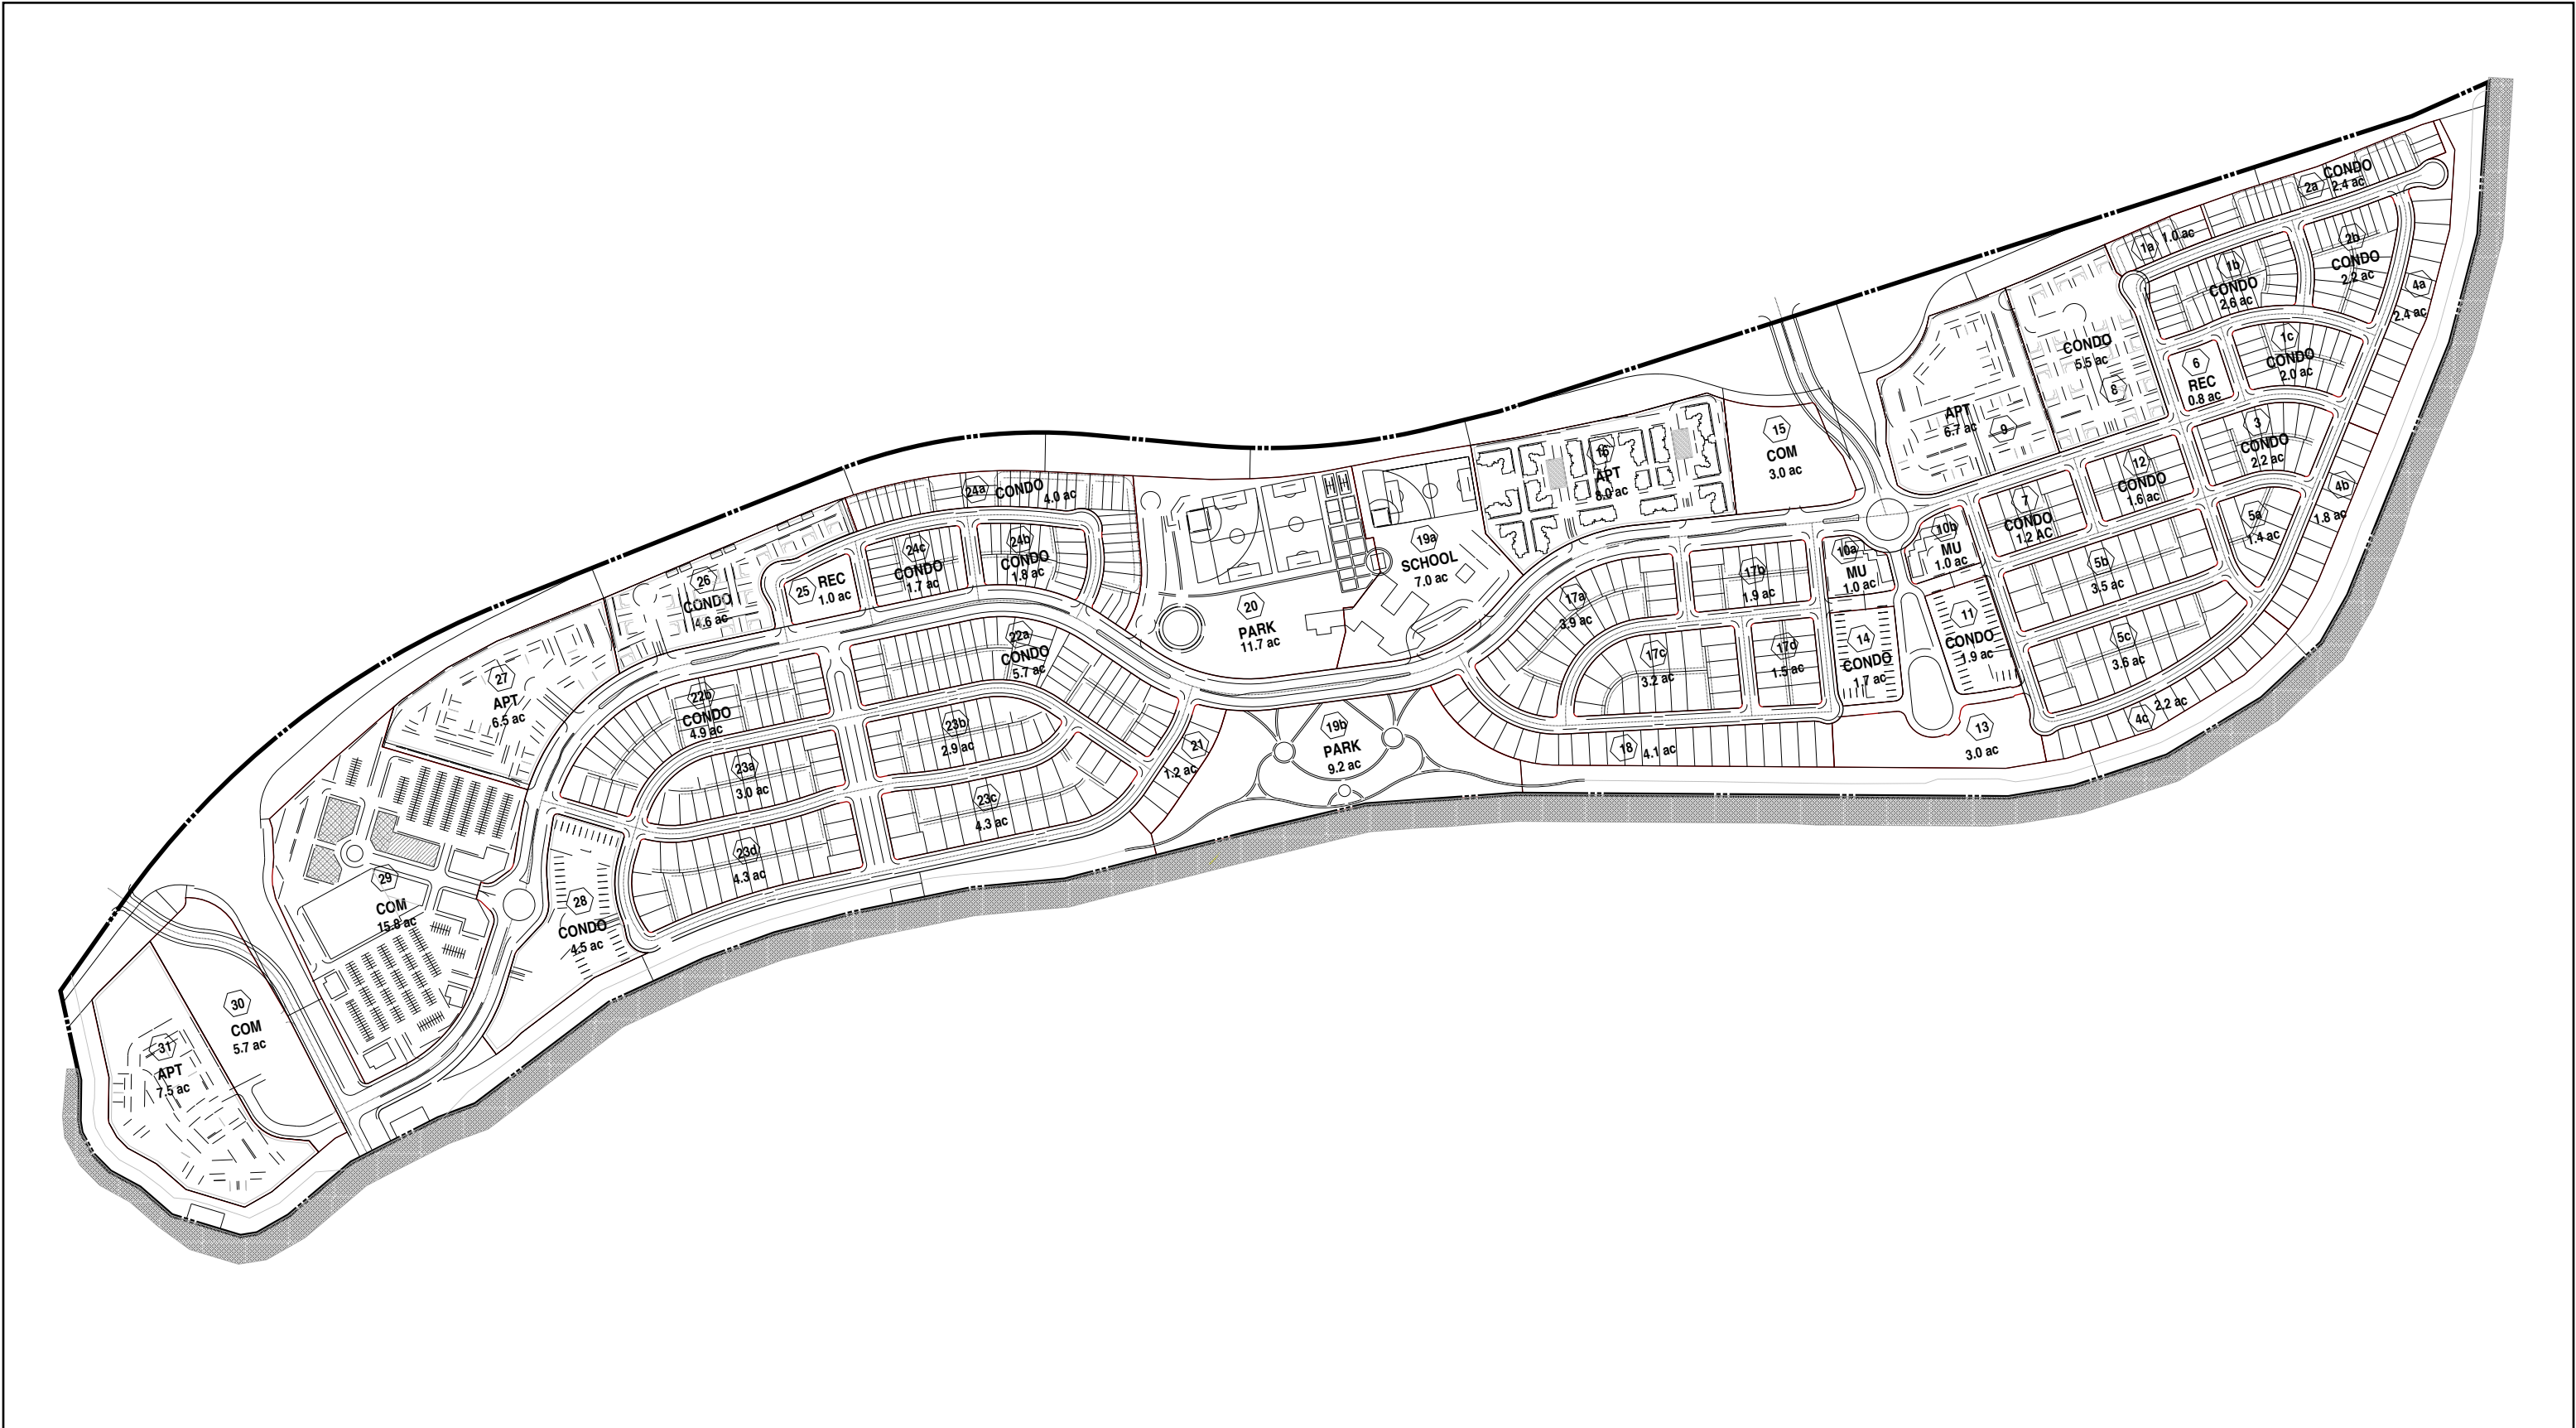 2a
CONDO
2.4 ac
1a
1.0 ac
2b
CONDO
2.2 ac
1b
CONDO
2.6 ac
4a
2.4 ac
1c
CONDO
2.0 ac
CONDO
5.5 ac
8
6
REC
0.8 ac
APT
6.7 ac
9
3
CONDO
2.2 ac
15
COM
3.0 ac
16
APT
8.0 ac
12
CONDO
1.6 ac
4b
1.8 ac
7
CONDO
1.2 AC
5a
1.4 ac
24a
CONDO
4.0 ac
10b
MU
1.0 ac
10a
MU
1.0 ac
19a
SCHOOL
7.0 ac
24c
CONDO
1.7 ac
24b
CONDO
1.8 ac
5b
3.5 ac
17b
1.9 ac
17a
3.9 ac
26
CONDO
4.6 ac
25
REC
1.0 ac
20
PARK
11.7 ac
11
CONDO
1.9 ac
14
CONDO
1.7 ac
5c
3.6 ac
17c
3.2 ac
17d
1.5 ac
22a
CONDO
5.7 ac
27
APT
6.5 ac
22b
CONDO
4.9 ac
23b
2.9 ac
21
1.2 ac
19b
PARK
9.2 ac
18
4.1 ac
13
3.0 ac
4c
2.2 ac
23a
3.0 ac
23c
4.3 ac
23d
4.3 ac
29
COM
15.8 ac
28
CONDO
4.5 ac
30
COM
5.7 ac
31
APT
7.5 ac